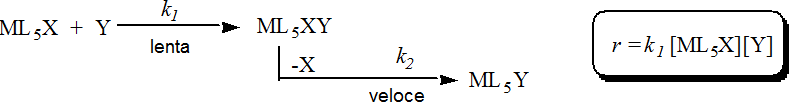 ML5X + Y k1 lenta ML5XY
-X k2 veloce ML5Y
r = k1 [ML5X][Y]